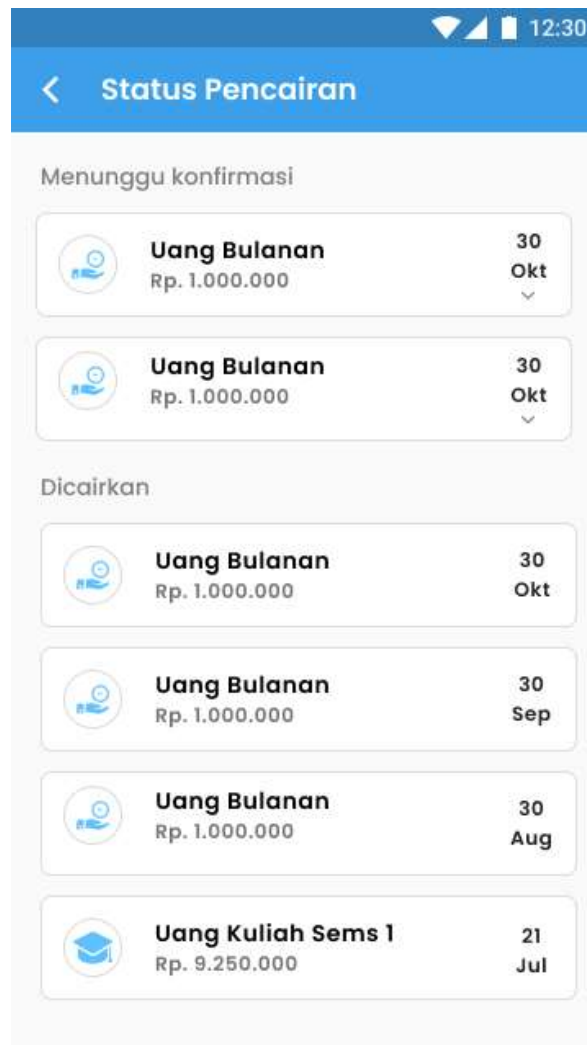 12:30
Status Pencairan
Menunggu konfirmasi
Uang Bulanan
Rp. 1.000.000
30
Okt
Uang Bulanan
Rp. 1.000.000
30
Okt
Dicairkan
Uang Bulanan
Rp. 1.000.000
30
Okt
Uang Bulanan
Rp. 1.000.000
30
Sep
Uang Bulanan
Rp. 1.000.000
30
Aug
Uang Kuliah Sems 1
Rp. 9.250.000
21
Jul